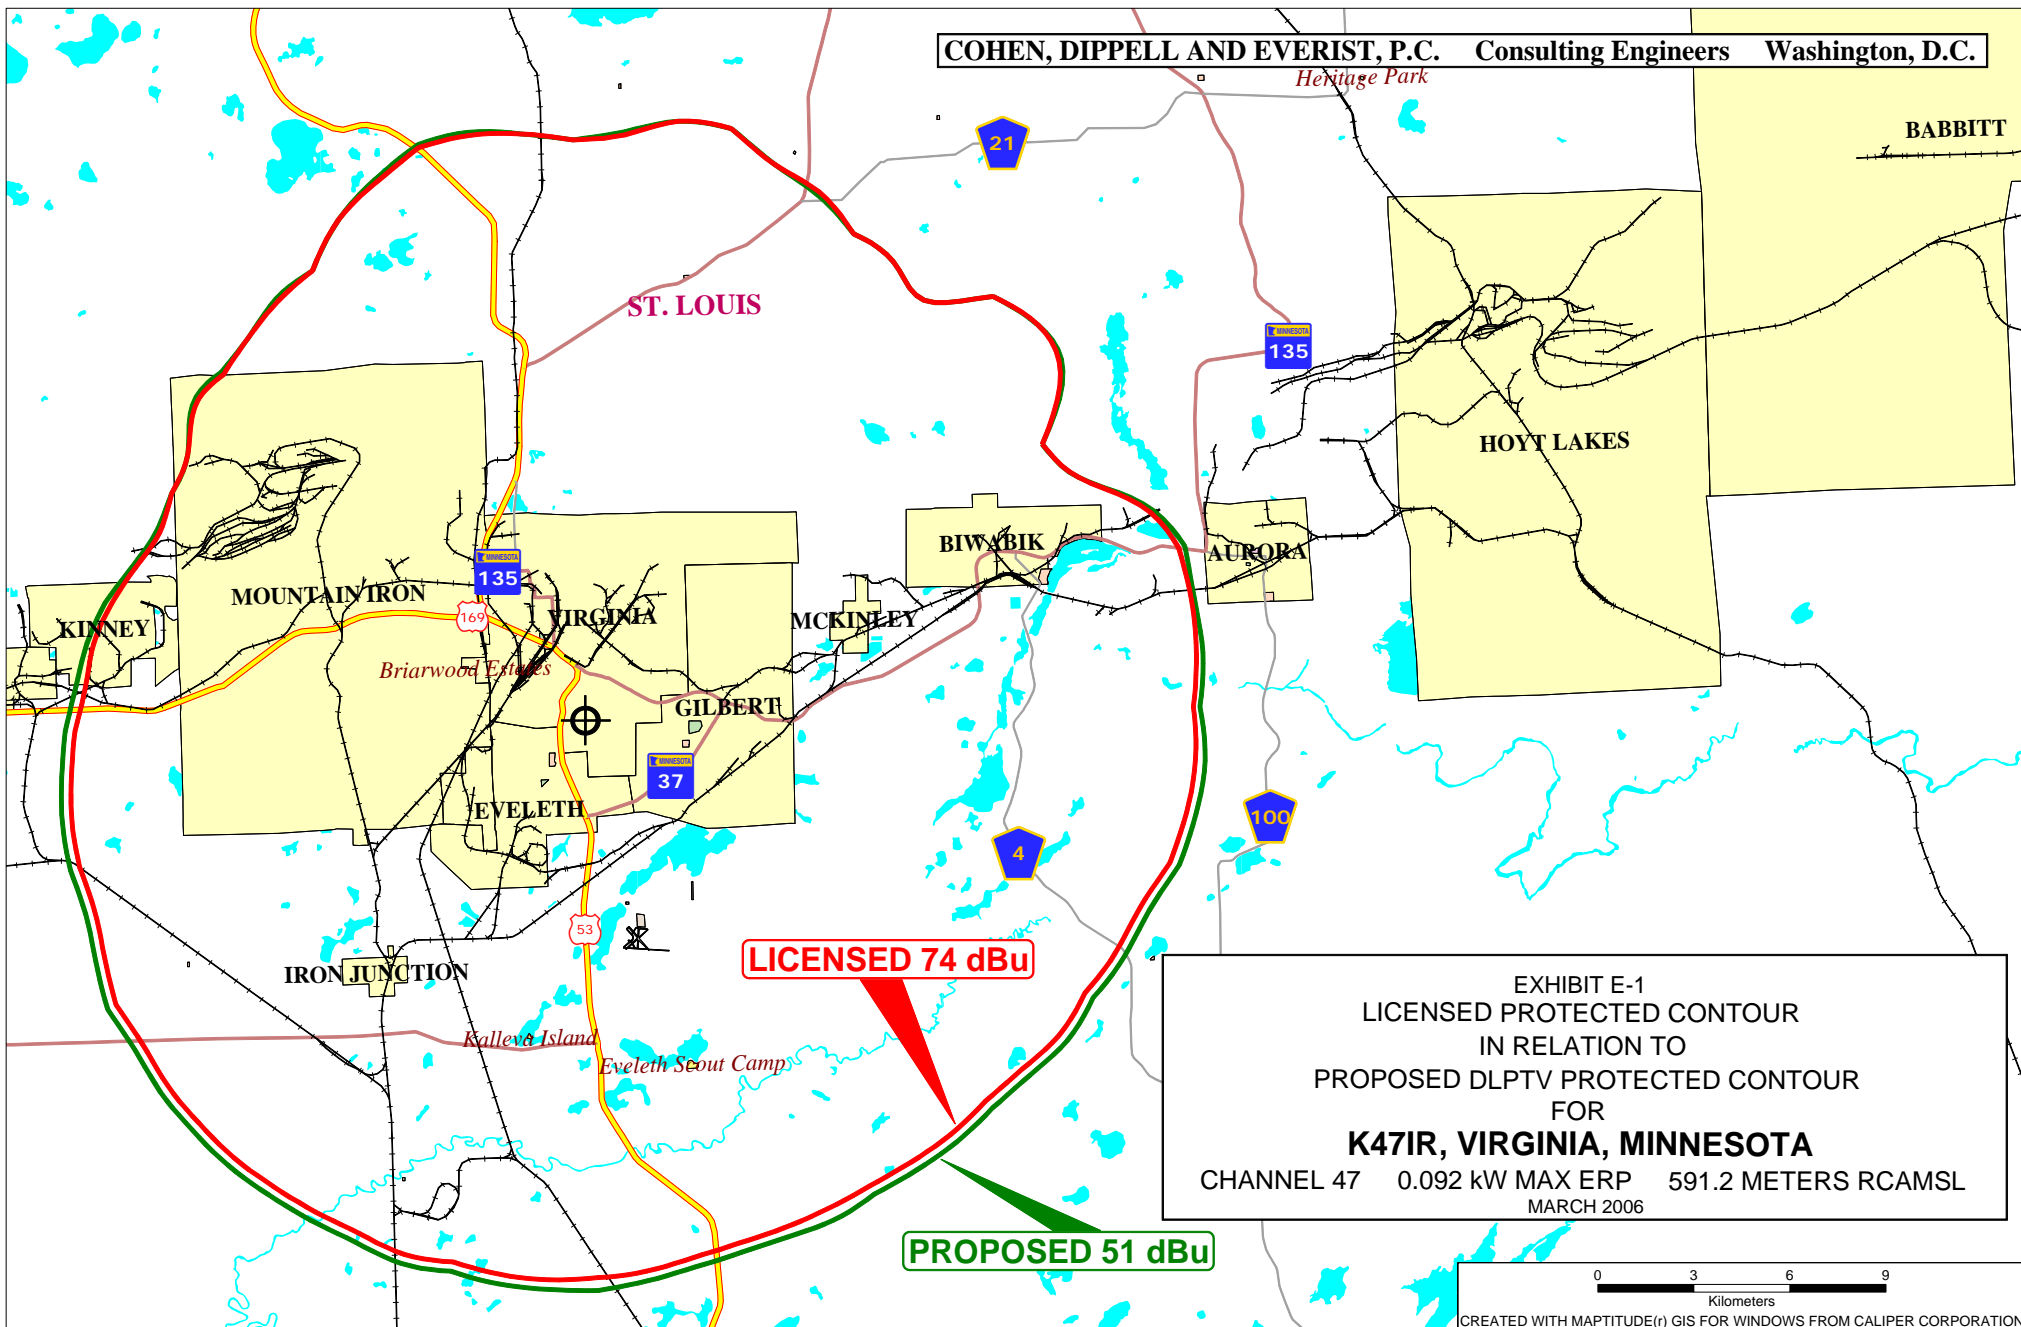 COHEN, DIPPELL AND EVERIST, P.C. Consulting Engineers Washington, D.C.
Heritage Park
21
BABBITT
ST. LOUIS
MINNESOTA
135
HOYT LAKES
BIWABIK
AURORA
MINNESOTA
135
MOUNTAIN IRON
169
VIRGINIA
MCKINLEY
KINNEY
Briarwood Estates
GILBERT
MINNESOTA
37
EVELETH
100
4
53
LICENSED 74 dBu
IRON JUNCTION
Kalleva Island
Eveleth Scout Camp
EXHIBIT E-1
LICENSED PROTECTED CONTOUR
IN RELATION TO
PROPOSED DLPTV PROTECTED CONTOUR
FOR
K47IR, VIRGINIA, MINNESOTA
CHANNEL 47 0.092 kW MAX ERP 591.2 METERS RCAMSL
MARCH 2006
PROPOSED 51 dBu
0 3 6 9
Kilometers
CREATED WITH MAPTITUDE(r) GIS FOR WINDOWS FROM CALIPER CORPORATION